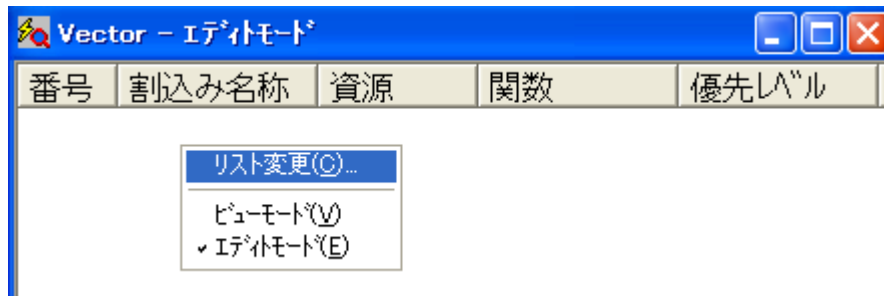 Vector - ｴﾃﾞｨﾄﾓｰﾄﾞ
番号 割込み名称 資源 関数 優先ﾚﾍﾞﾙ
ﾘｽﾄ変更(C)...
ﾋﾞｭｰﾓｰﾄﾞ(V)
ｴﾃﾞｨﾄﾓｰﾄﾞ(E)